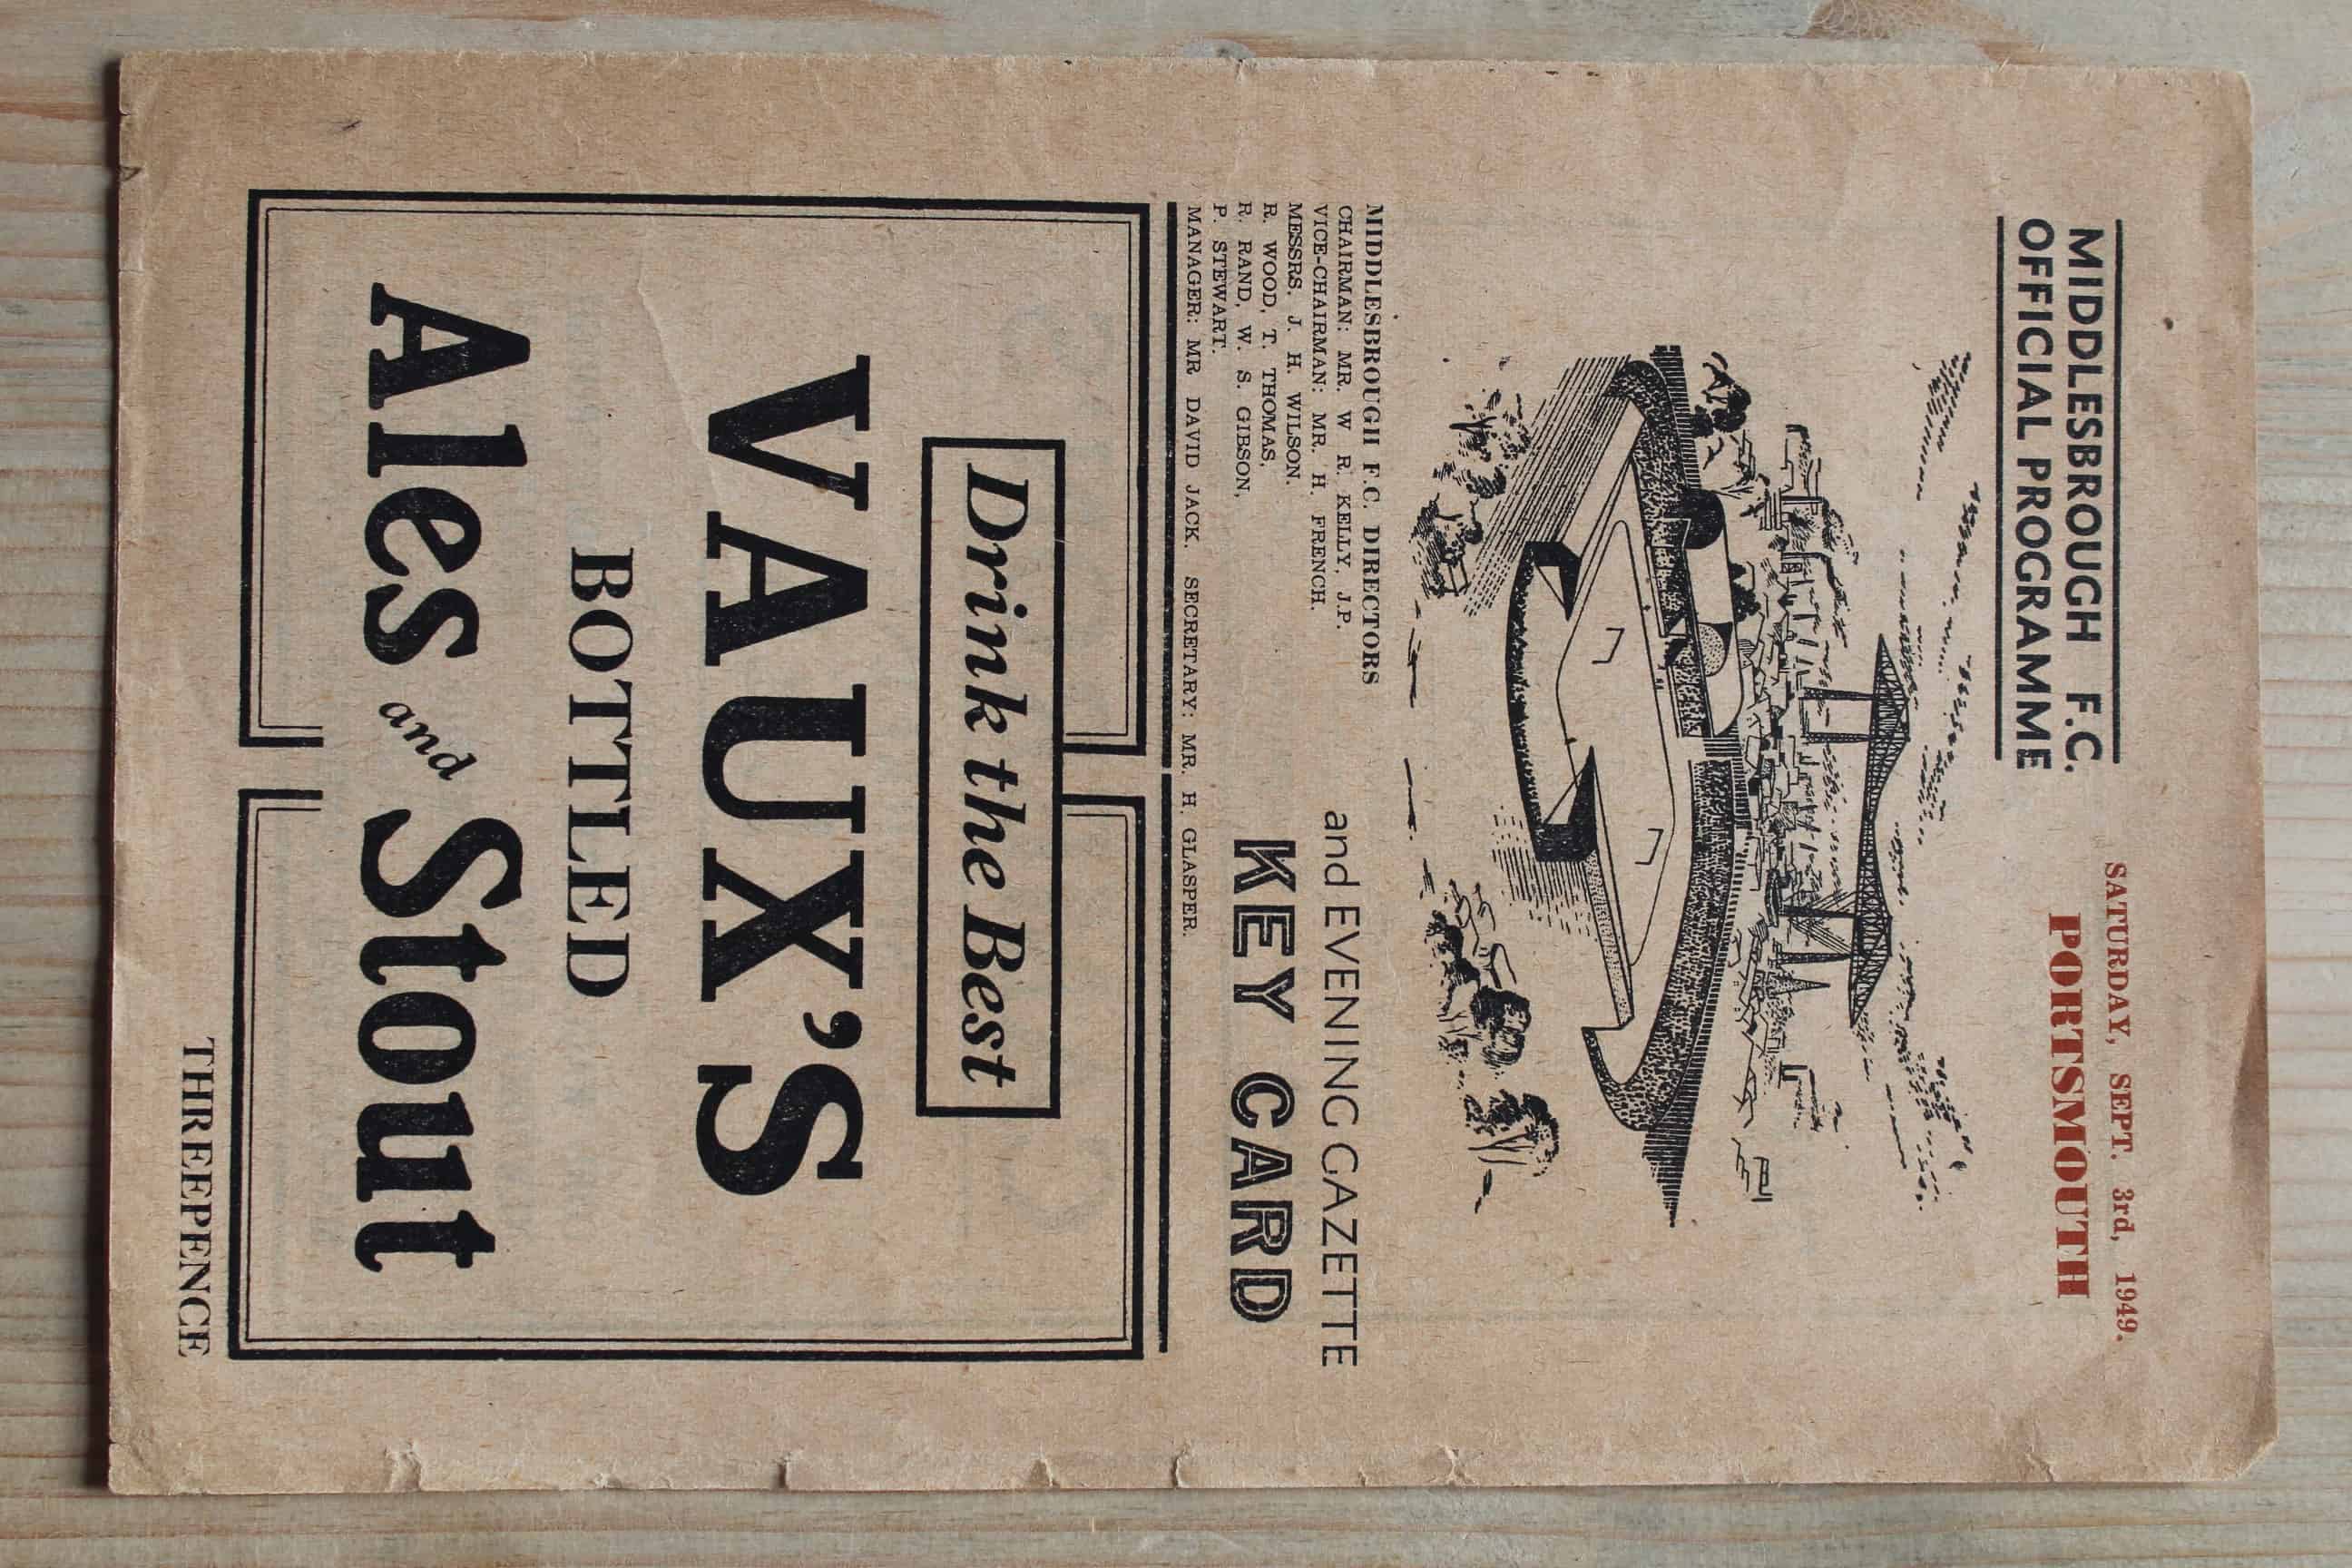 MIDDLESBROUGH F.C.
OFFICIAL PROGRAMME
SATURDAY, SEPT. 3rd, 1949.
PORTSMOUTH
MIDDLESBROUGH F.C. DIRECTORS
CHAIRMAN: MR. W R. KELLY, J.P.
VICE-CHAIRMAN: MR. H. FRENCH.
MESSRS. J. H. WILSON.
R. WOOD, T. THOMAS,
R. RAND, W. S. GIBSON,
P. STEWART.
MANAGER: MR DAVID JACK. SECRETARY: MR. H. GLASPER.
and EVENING GAZETTE
KEY CARD
Drink the Best
VAUX'S
BOTTLED
Ales and Stout
THREEPENCE